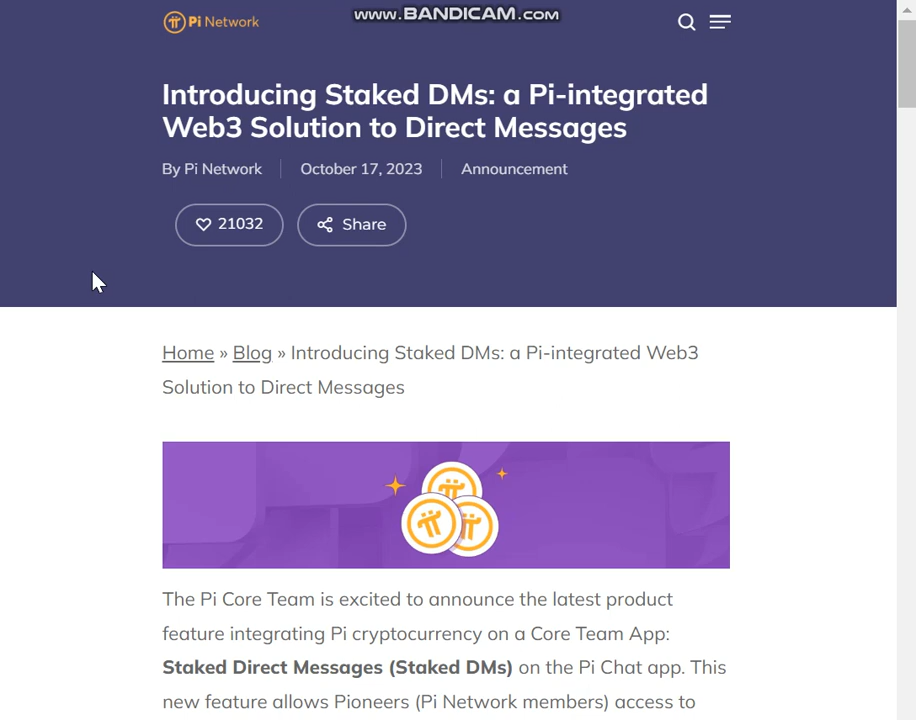 Pi Network
www.BANDICAM.com
Introducing Staked DMs: a Pi-integrated
Web3 Solution to Direct Messages
By Pi Network
October 17, 2023
Announcement
21032
Share
Home » Blog » Introducing Staked DMs: a Pi-integrated Web3
Solution to Direct Messages
The Pi Core Team is excited to announce the latest product
feature integrating Pi cryptocurrency on a Core Team App:
Staked Direct Messages (Staked DMs) on the Pi Chat app. This
new feature allows Pioneers (Pi Network members) access to